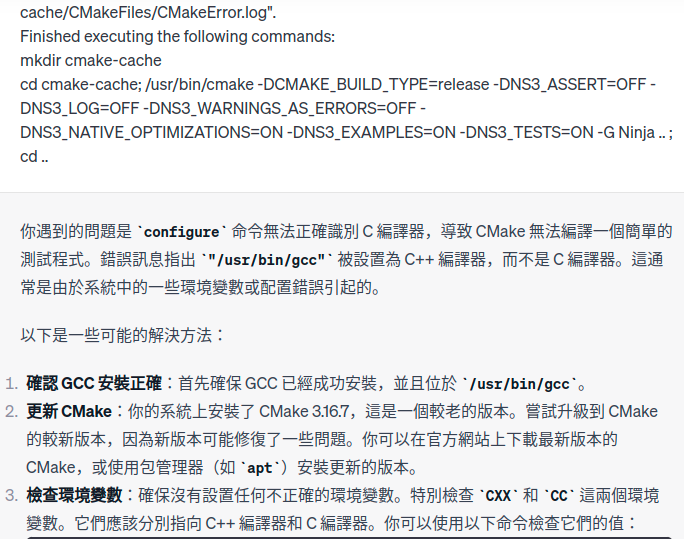 cache/CMakeFiles/CMakeError.log".
Finished executing the following commands:
mkdir cmake-cache
cd cmake-cache; /usr/bin/cmake -DCMAKE_BUILD_TYPE=release -DNS3_ASSERT=OFF -
DNS3_LOG=OFF -DNS3_WARNINGS_AS_ERRORS=OFF -
DNS3_NATIVE_OPTIMIZATIONS=ON -DNS3_EXAMPLES=ON -DNS3_TESTS=ON -G Ninja .. ;
cd ..
你遇到的問題是 `configure` 命令無法正確識別 C 編譯器，導致 CMake 無法編譯一個簡單的
測試程式。錯誤訊息指出 `"/usr/bin/gcc"` 被設置為 C++ 編譯器，而不是 C 編譯器。這通
常是由於系統中的一些環境變數或配置錯誤引起的。
以下是一些可能的解決方法：
1. 確認 GCC 安裝正確：首先確保 GCC 已經成功安裝，並且位於 `/usr/bin/gcc`。
2. 更新 CMake：你的系統上安裝了 CMake 3.16.7，這是一個較老的版本。嘗試升級到 CMake
的較新版本，因為新版本可能修復了一些問題。你可以在官方網站上下載最新版本的
CMake，或使用包管理器（如 `apt`）安裝更新的版本。
3. 檢查環境變數：確保沒有設置任何不正確的環境變數。特別檢查 `CXX` 和 `CC` 這兩個環境
變數。它們應該分別指向 C++ 編譯器和 C 編譯器。你可以使用以下命令檢查它們的值：